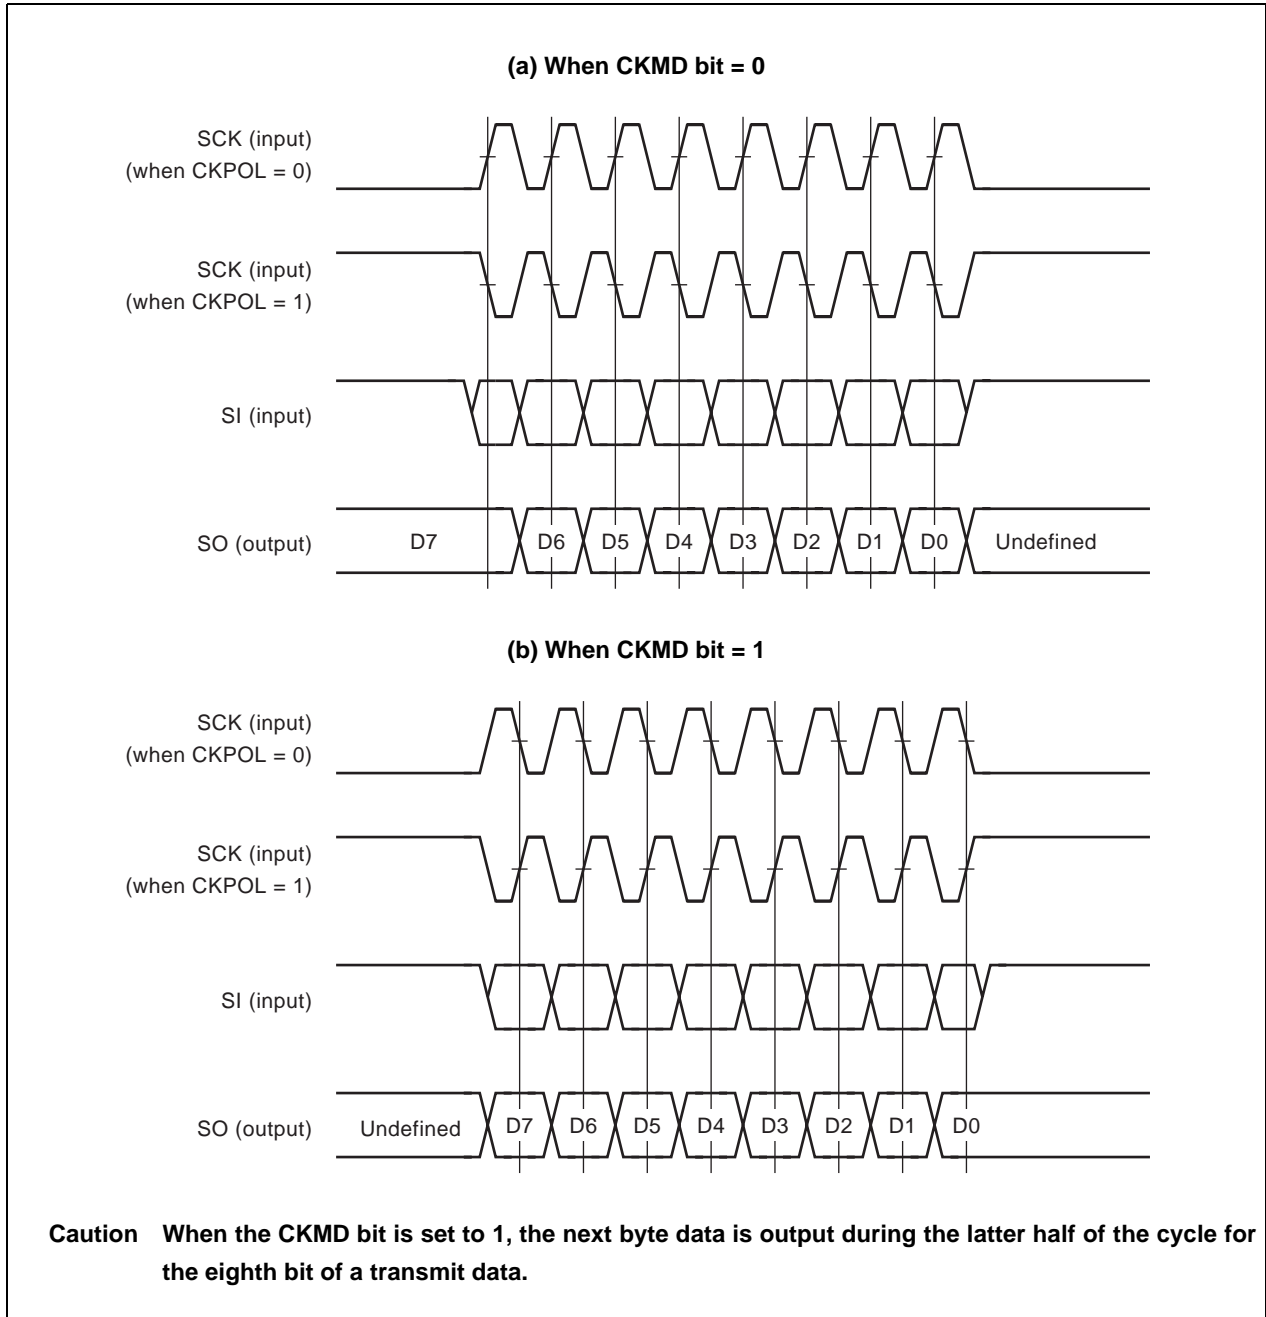 (a) When CKMD bit = 0
SCK (input)
(when CKPOL = 0)
SCK (input)
(when CKPOL = 1)
SI (input)
SO (output)
D7 D6 D5 D4 D3 D2 D1 D0 Undefined
(b) When CKMD bit = 1
SCK (input)
(when CKPOL = 0)
SCK (input)
(when CKPOL = 1)
SI (input)
SO (output)
Undefined D7 D6 D5 D4 D3 D2 D1 D0
Caution When the CKMD bit is set to 1, the next byte data is output during the latter half of the cycle for
the eighth bit of a transmit data.